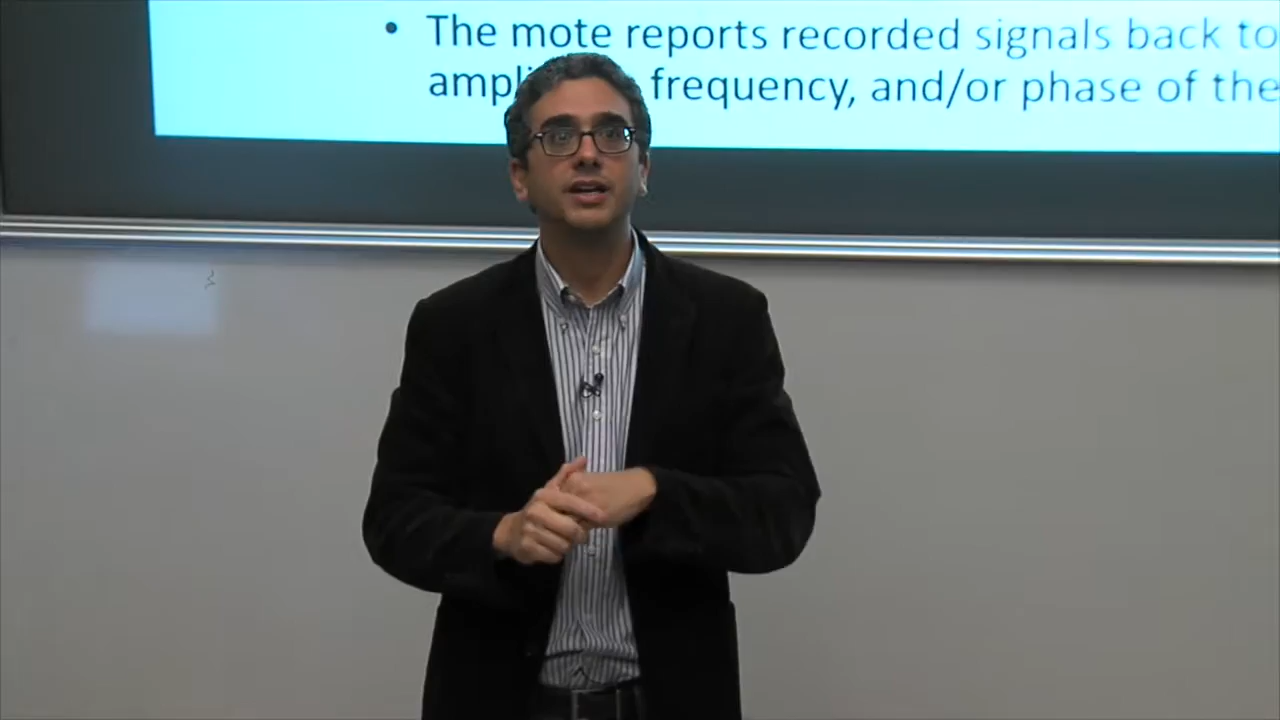 • The mote reports recorded signals back to
frequency, and/or phase of the